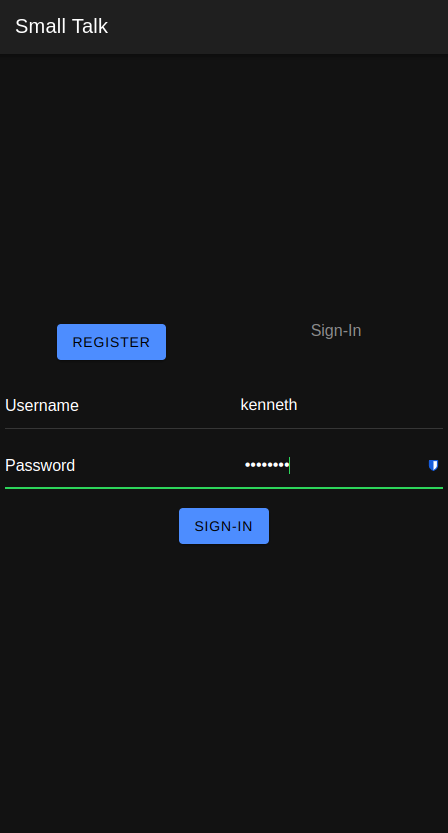 Small Talk
REGISTER
Sign-In
Username
kenneth
Password
••••••••
SIGN-IN